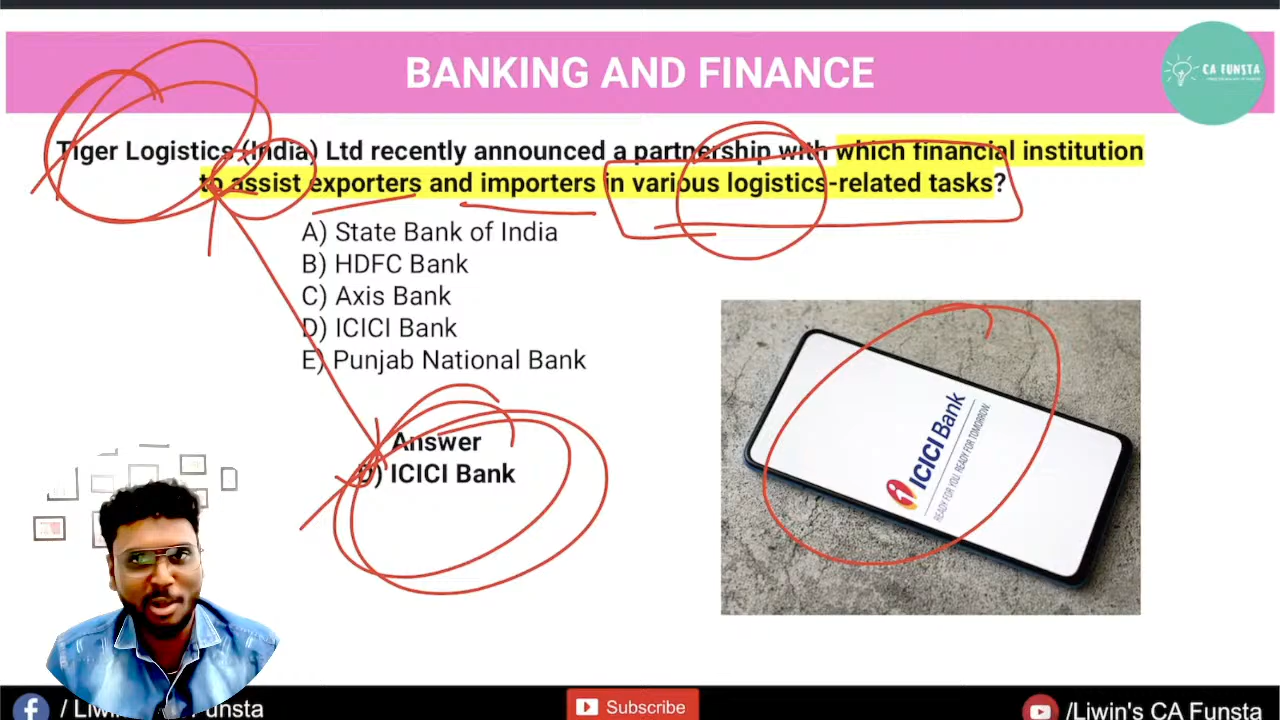 BANKING AND FINANCE
CA FUNSTA
Tiger Logistics (India) Ltd recently announced a partnership with which financial institution
to assist exporters and importers in various logistics-related tasks?
A) State Bank of India
B) HDFC Bank
C) Axis Bank
D) ICICI Bank
E) Punjab National Bank
Answer
D) ICICI Bank
ICICI Bank
READY FOR YOU. READY FOR TOMORROW.
Subscribe
/Liwin's CA Funsta